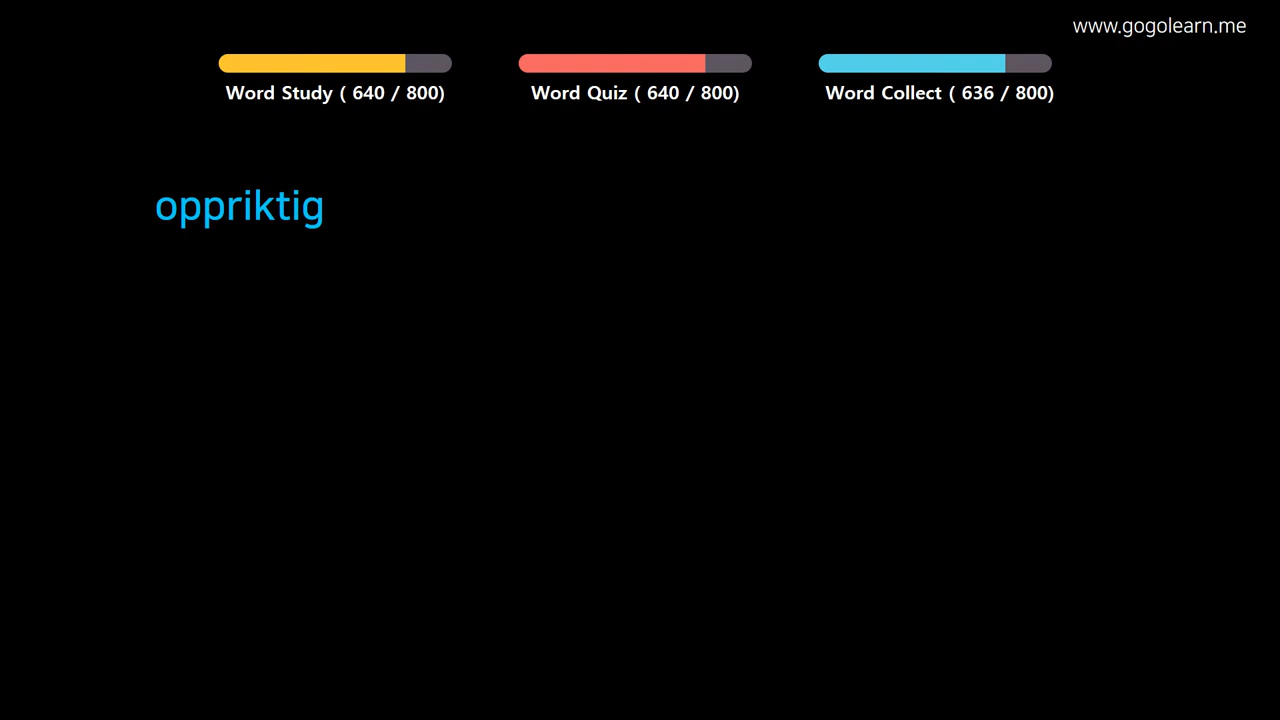 www.gogolearn.me
Word Study ( 640 / 800)
Word Quiz ( 640 / 800)
Word Collect ( 636 / 800)
oppriktig